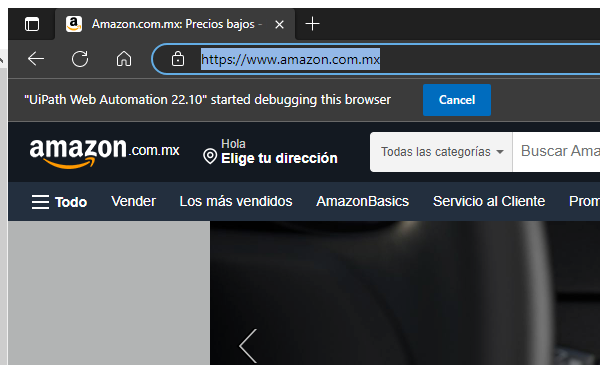 Amazon.com.mx: Precios bajos -
https://www.amazon.com.mx
"UiPath Web Automation 22.10" started debugging this browser
Cancel
amazon.com.mx
Hola
Elige tu dirección
Todas las categorías
Buscar Ama
Todo
Vender
Los más vendidos
AmazonBasics
Servicio al Cliente
Prom